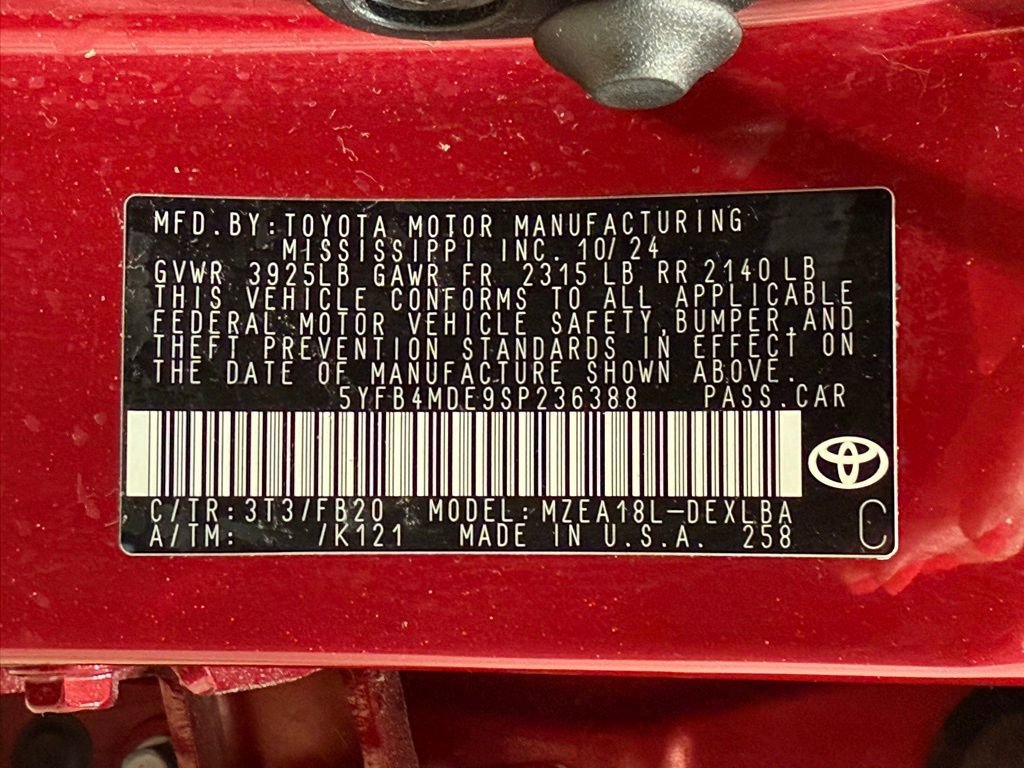 MFD.BY:TOYOTA MOTOR MANUFACTURING
MISSISSIPPI INC. 10/24
GVWR 3925LB GAWR FR 2315LB RR 2140LB
THIS VEHICLE CONFORMS TO ALL APPLICABLE
FEDERAL MOTOR VEHICLE SAFETY,BUMPER,AND
THEFT PREVENTION STANDARDS IN EFFECT ON
THE DATE OF MANUFACTURE SHOWN ABOVE.
5YFB4MDE9SP236388 PASS.CAR
C/TR:3T3/FB20 MODEL:MZEA18L-DEXLBA
A/TM: /K121 MADE IN U.S.A. 258 C